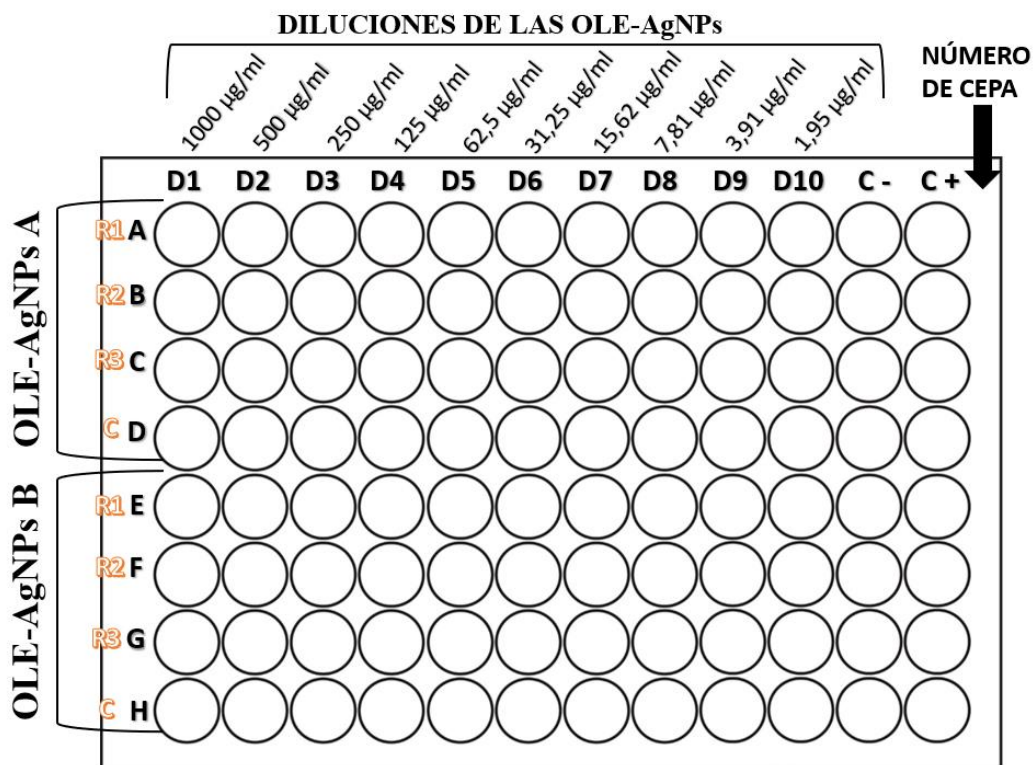 DILUCIONES DE LAS OLE-AgNPs
NÚMERO
DE CEPA
1000 µg/ml
500 µg/ml
250 µg/ml
125 µg/ml
62,5 µg/ml
31,25 µg/ml
15,62 µg/ml
7,81 µg/ml
3,91 µg/ml
1,95 µg/ml
D1 D2 D3 D4 D5 D6 D7 D8 D9 D10 C - C +
OLE-AgNPs A
R1 A
R2 B
R3 C
C D
OLE-AgNPs B
R1 E
R2 F
R3 G
C H